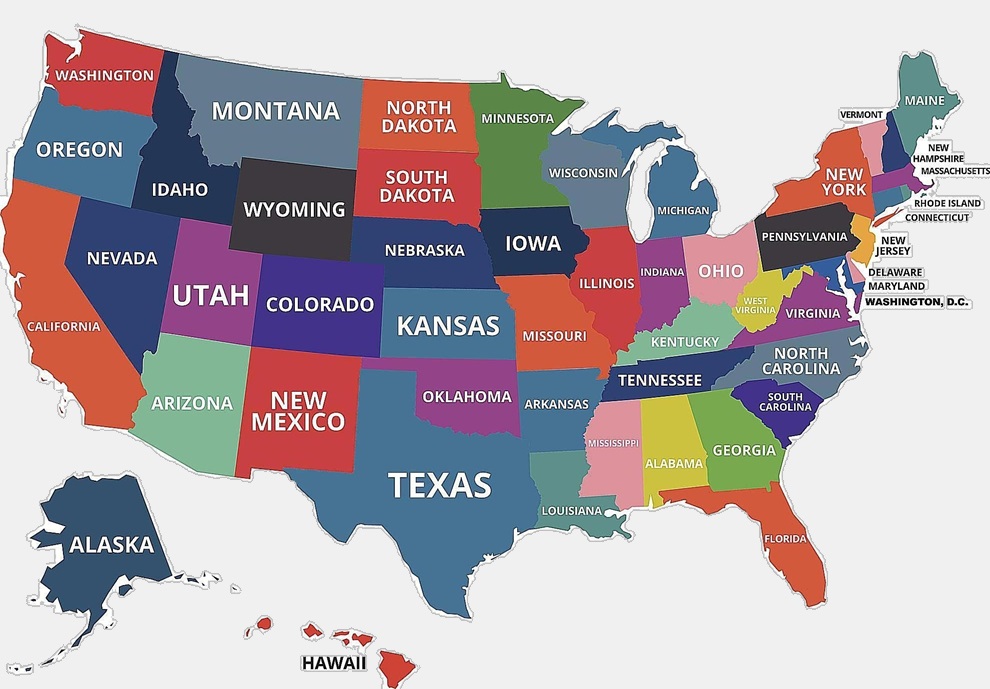 WASHINGTON
MONTANA
NORTH
DAKOTA
MINNESOTA
MAINE
VERMONT
OREGON
IDAHO
WYOMING
SOUTH
DAKOTA
WISCONSIN
MICHIGAN
NEW
YORK
NEW
HAMPSHIRE
MASSACHUSETTS
RHODE ISLAND
CONNECTICUT
NEVADA
UTAH
COLORADO
NEBRASKA
IOWA
ILLINOIS
INDIANA
OHIO
PENNSYLVANIA
NEW
JERSEY
DELAWARE
MARYLAND
WASHINGTON, D.C.
CALIFORNIA
KANSAS
MISSOURI
KENTUCKY
WEST
VIRGINIA
VIRGINIA
ARIZONA
NEW
MEXICO
OKLAHOMA
ARKANSAS
TENNESSEE
NORTH
CAROLINA
SOUTH
CAROLINA
TEXAS
LOUISIANA
MISSISSIPPI
ALABAMA
GEORGIA
FLORIDA
ALASKA
HAWAII